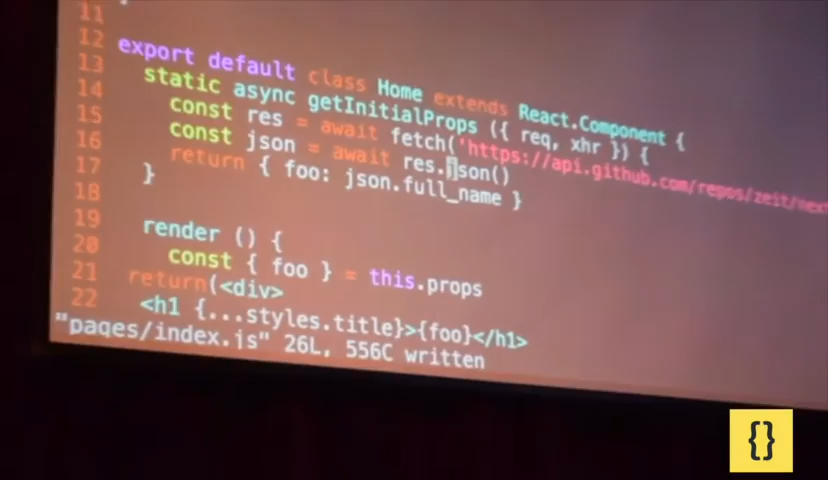 11
12
13 export default class Home extends React.Component {
14 static async getInitialProps ({ req, xhr }) {
15 const res = await fetch('https://api.github.com/repos/zeit/next
16 const json = await res.json()
17 return { foo: json.full_name }
18 }
19
20 render () {
21 const { foo } = this.props
22 return(<div>
<h1 {...styles.title}>{foo}</h1>
"pages/index.js" 26L, 556C written
{}